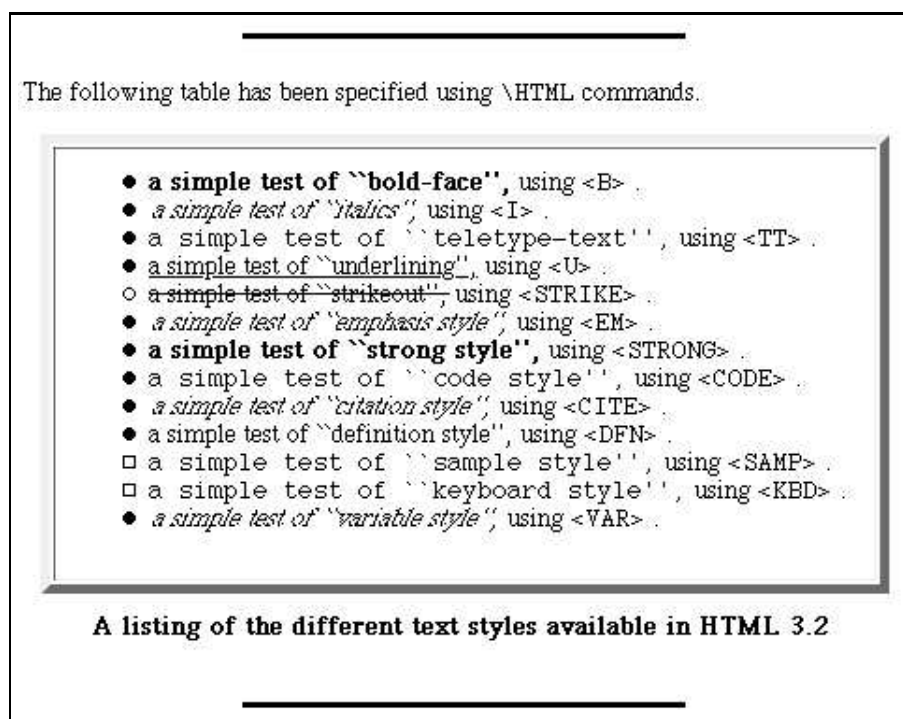 The following table has been specified using \HTML commands.
● a simple test of ``bold-face'', using <B> .
● a simple test of ``italics'', using <I> .
● a simple test of ``teletype-text'', using <TT> .
● a simple test of ``underlining'', using <U> .
○ a simple test of ``strikeout'', using <STRIKE> .
● a simple test of ``emphasis style'', using <EM> .
● a simple test of ``strong style'', using <STRONG> .
● a simple test of ``code style'', using <CODE> .
● a simple test of ``citation style'', using <CITE> .
● a simple test of ``definition style'', using <DFN> .
□ a simple test of ``sample style'', using <SAMP> .
□ a simple test of ``keyboard style'', using <KBD> .
● a simple test of ``variable style'', using <VAR> .
A listing of the different text styles available in HTML 3.2